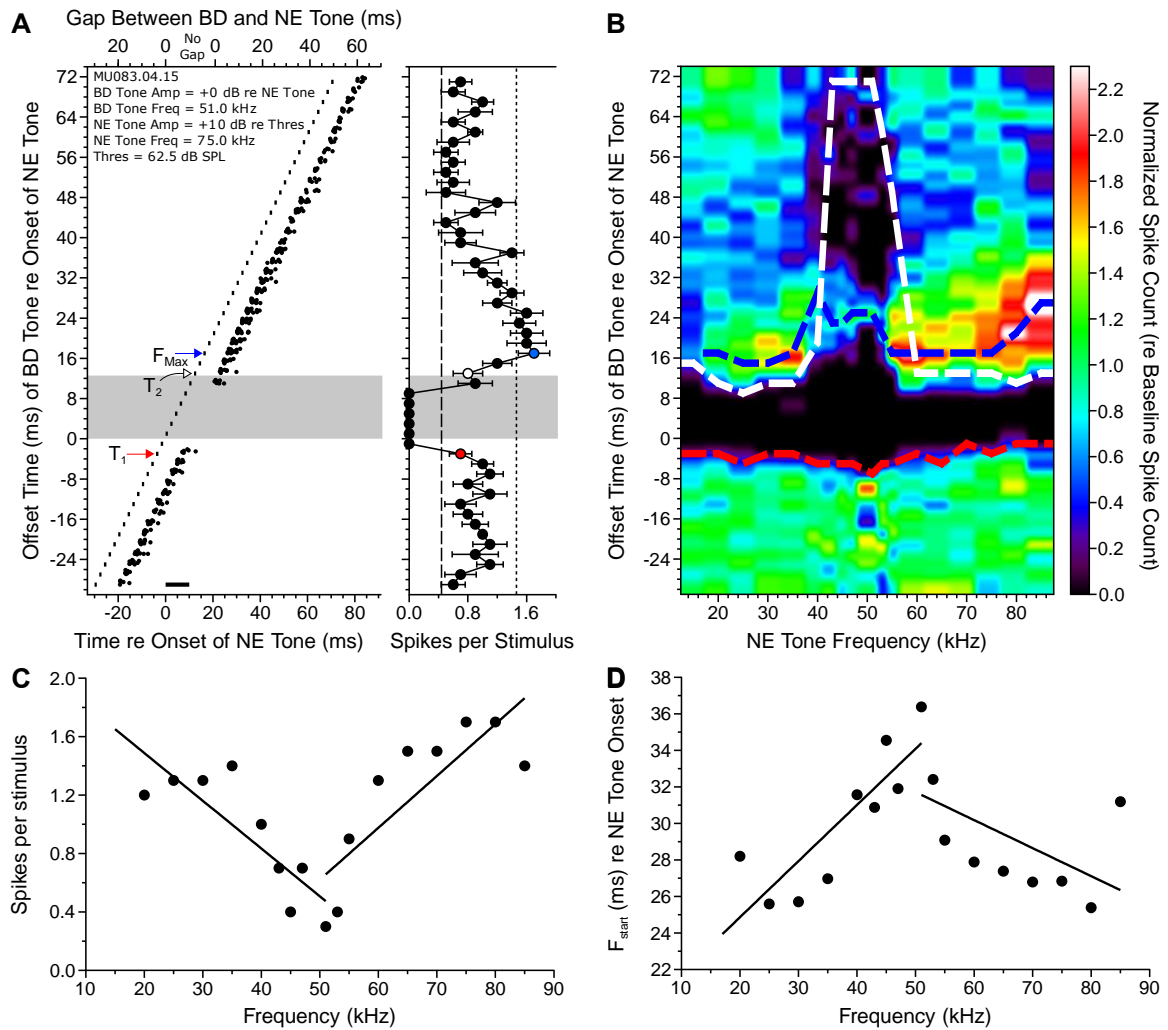 A
Gap Between BD and NE Tone (ms)
20 0 No Gap 0 20 40 60
Offset Time (ms) of BD Tone re Onset of NE Tone
72
64
56
48
40
32
24
16
8
0
-8
-16
-24
MU083.04.15
BD Tone Amp = +0 dB re NE Tone
BD Tone Freq = 51.0 kHz
NE Tone Amp = +10 dB re Thres
NE Tone Freq = 75.0 kHz
Thres = 62.5 dB SPL
FMax
T2
T1
-20 0 20 40 60 80
Time re Onset of NE Tone (ms)
0.0 0.8 1.6
Spikes per Stimulus
B
Offset Time (ms) of BD Tone re Onset of NE Tone
72
64
56
48
40
32
24
16
8
0
-8
-16
-24
20 30 40 50 60 70 80
NE Tone Frequency (kHz)
2.2
2.0
1.8
1.6
1.4
1.2
1.0
0.8
0.6
0.4
0.2
0.0
Normalized Spike Count (re Baseline Spike Count)
C
Spikes per stimulus
2.0
1.6
1.2
0.8
0.4
0.0
10 20 30 40 50 60 70 80 90
Frequency (kHz)
D
Fstart (ms) re NE Tone Onset
38
36
34
32
30
28
26
24
22
10 20 30 40 50 60 70 80 90
Frequency (kHz)